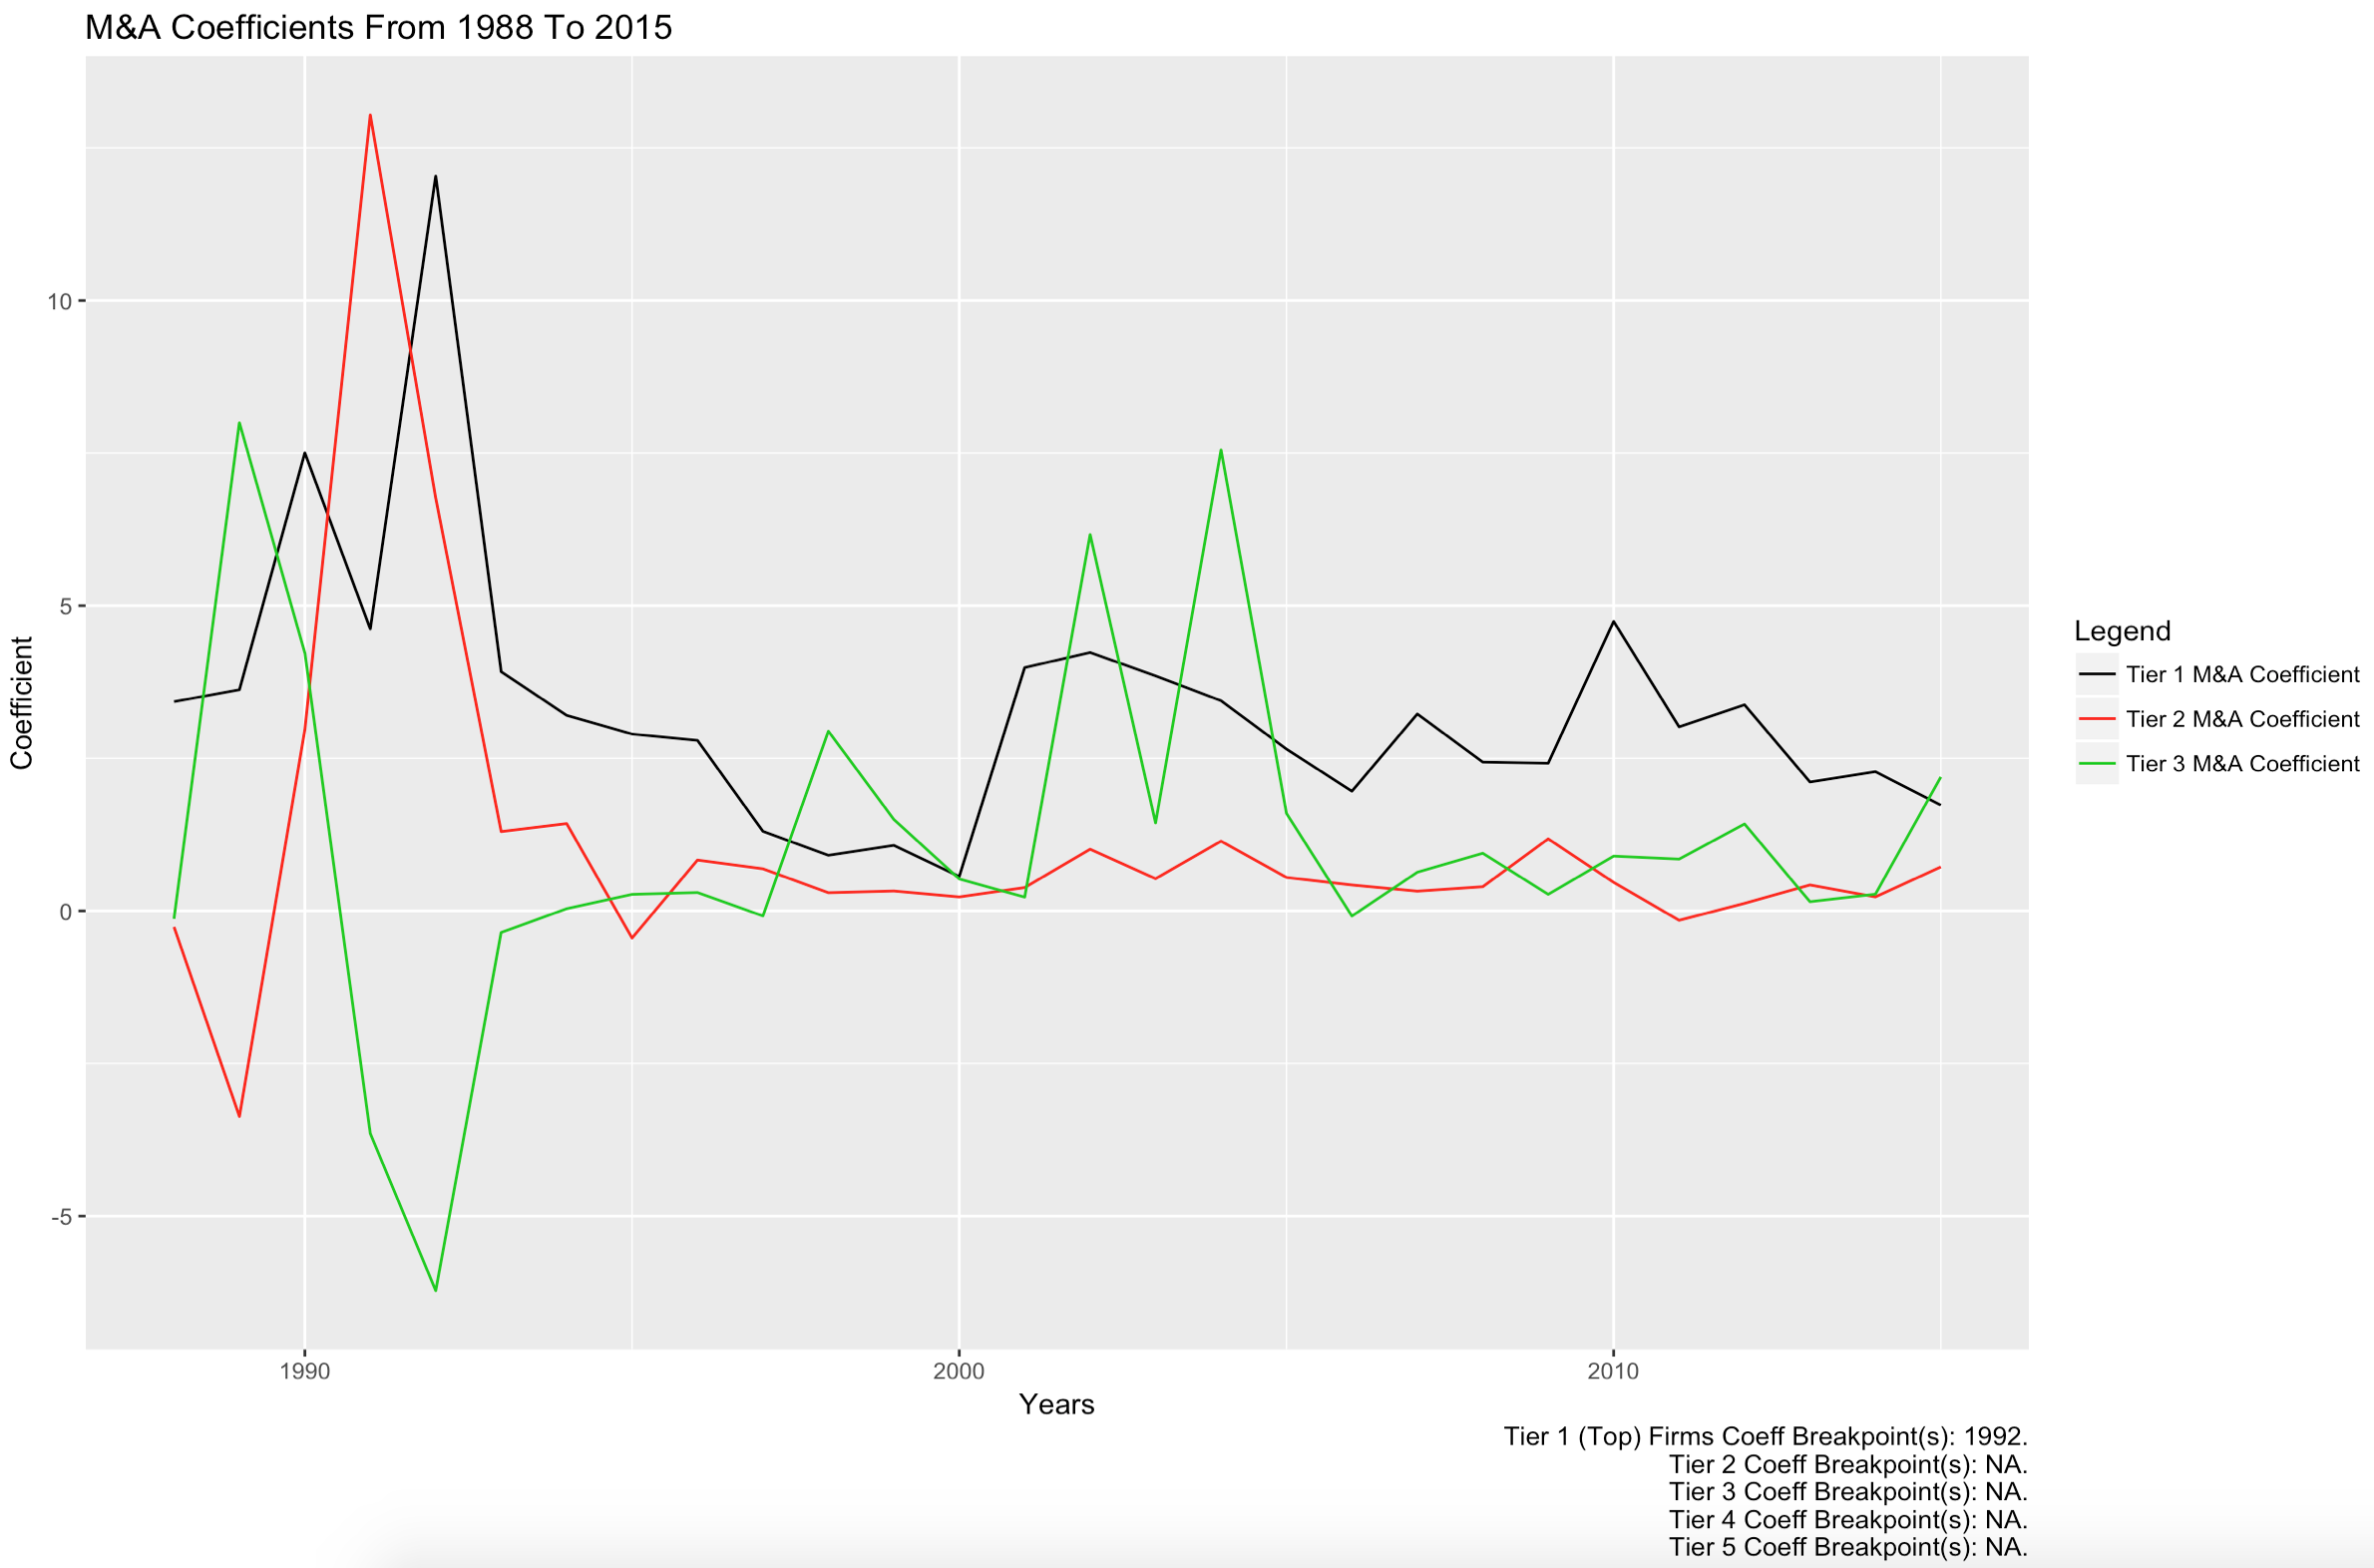 M&A Coefficients From 1988 To 2015
Coefficient
10
5
0
-5
1990
2000
2010
Years
Legend
Tier 1 M&A Coefficient
Tier 2 M&A Coefficient
Tier 3 M&A Coefficient
Tier 1 (Top) Firms Coeff Breakpoint(s): 1992.
Tier 2 Coeff Breakpoint(s): NA.
Tier 3 Coeff Breakpoint(s): NA.
Tier 4 Coeff Breakpoint(s): NA.
Tier 5 Coeff Breakpoint(s): NA.